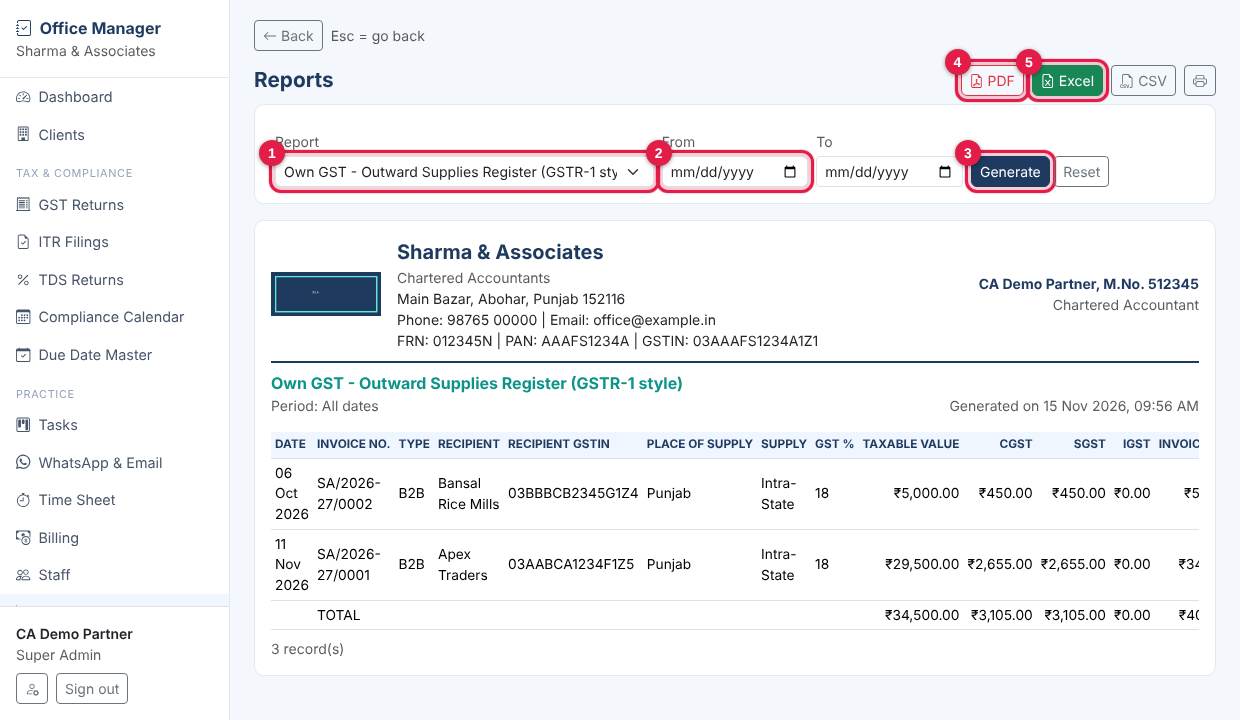 Office Manager
Sharma & Associates
Dashboard
Clients
TAX & COMPLIANCE
GST Returns
ITR Filings
TDS Returns
Compliance Calendar
Due Date Master
PRACTICE
Tasks
WhatsApp & Email
Time Sheet
Billing
Staff
CA Demo Partner
Super Admin
Sign out
← Back Esc = go back
Reports
4 PDF 5 Excel CSV
Report From To
1 Own GST - Outward Supplies Register (GSTR-1 sty 2 mm/dd/yyyy mm/dd/yyyy 3 Generate Reset
Sharma & Associates
Chartered Accountants
Main Bazar, Abohar, Punjab 152116
Phone: 98765 00000 | Email: office@example.in
FRN: 012345N | PAN: AAAFS1234A | GSTIN: 03AAAFS1234A1Z1
CA Demo Partner, M.No. 512345
Chartered Accountant
Own GST - Outward Supplies Register (GSTR-1 style)
Period: All dates Generated on 15 Nov 2026, 09:56 AM
DATE INVOICE NO. TYPE RECIPIENT RECIPIENT GSTIN PLACE OF SUPPLY SUPPLY GST % TAXABLE VALUE CGST SGST IGST INVOIC
06 Oct 2026 SA/2026-27/0002 B2B Bansal Rice Mills 03BBBCB2345G1Z4 Punjab Intra-State 18 ₹5,000.00 ₹450.00 ₹450.00 ₹0.00 ₹5
11 Nov 2026 SA/2026-27/0001 B2B Apex Traders 03AABCA1234F1Z5 Punjab Intra-State 18 ₹29,500.00 ₹2,655.00 ₹2,655.00 ₹0.00 ₹34
TOTAL ₹34,500.00 ₹3,105.00 ₹3,105.00 ₹0.00 ₹40
3 record(s)